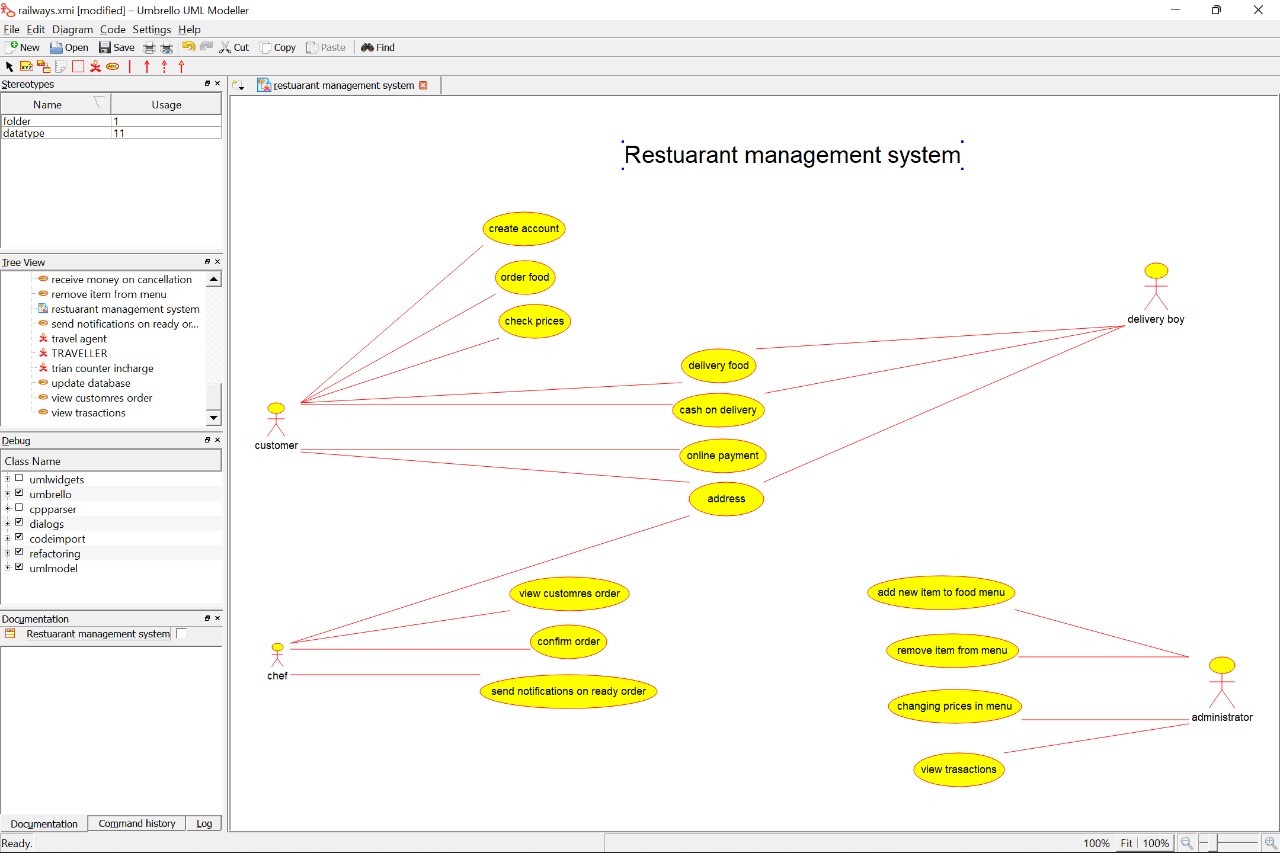 railways.xmi [modified] – Umbrello UML Modeller
File Edit Diagram Code Settings Help
New Open Save Cut Copy Paste Find
Stereotypes
Name Usage
folder 1
datatype 11
Tree View
receive money on cancellation
remove item from menu
restuarant management system
send notifications on ready or...
travel agent
TRAVELLER
trian counter incharge
update database
view customres order
view trasactions
Debug
Class Name
umlwidgets
umbrello
cppparser
dialogs
codeimport
refactoring
umlmodel
Documentation
Restuarant management system
Documentation Command history Log
Ready.
restuarant management system
Restuarant management system
create account
order food
check prices
delivery boy
delivery food
cash on delivery
customer
online payment
address
view customres order
confirm order
chef
send notifications on ready order
add new item to food menu
remove item from menu
changing prices in menu
administrator
view trasactions
100% Fit 100%